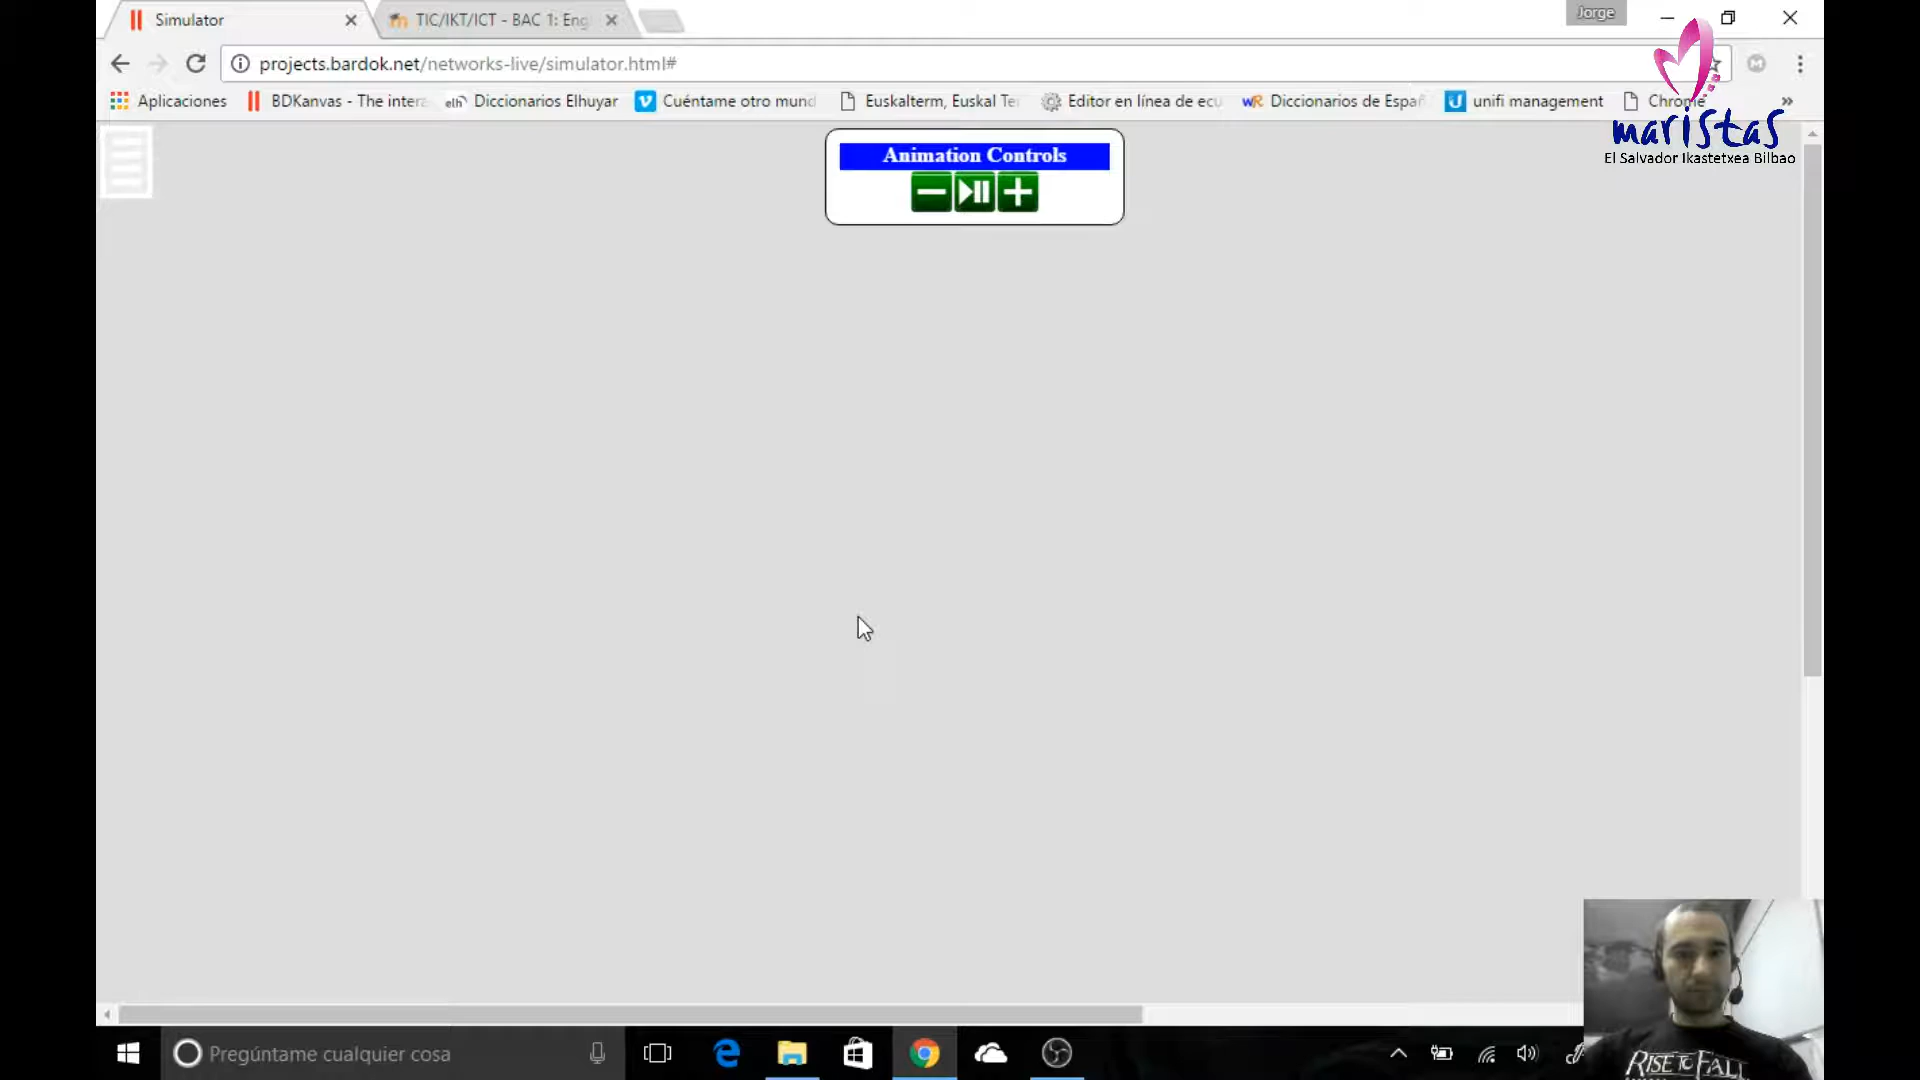 Simulator
TIC/IKT/ICT - BAC 1: Eng
Jorge
projects.bardok.net/networks-live/simulator.html#
Aplicaciones
BDKanvas - The intera
Diccionarios Elhuyar
Cuéntame otro mund
Euskalterm, Euskal Te
Editor en línea de ecu
Diccionarios de Españ
unifi management
Chrome
maristas
El Salvador Ikastetxea Bilbao
Animation Controls
Pregúntame cualquier cosa
RISE TO FALL